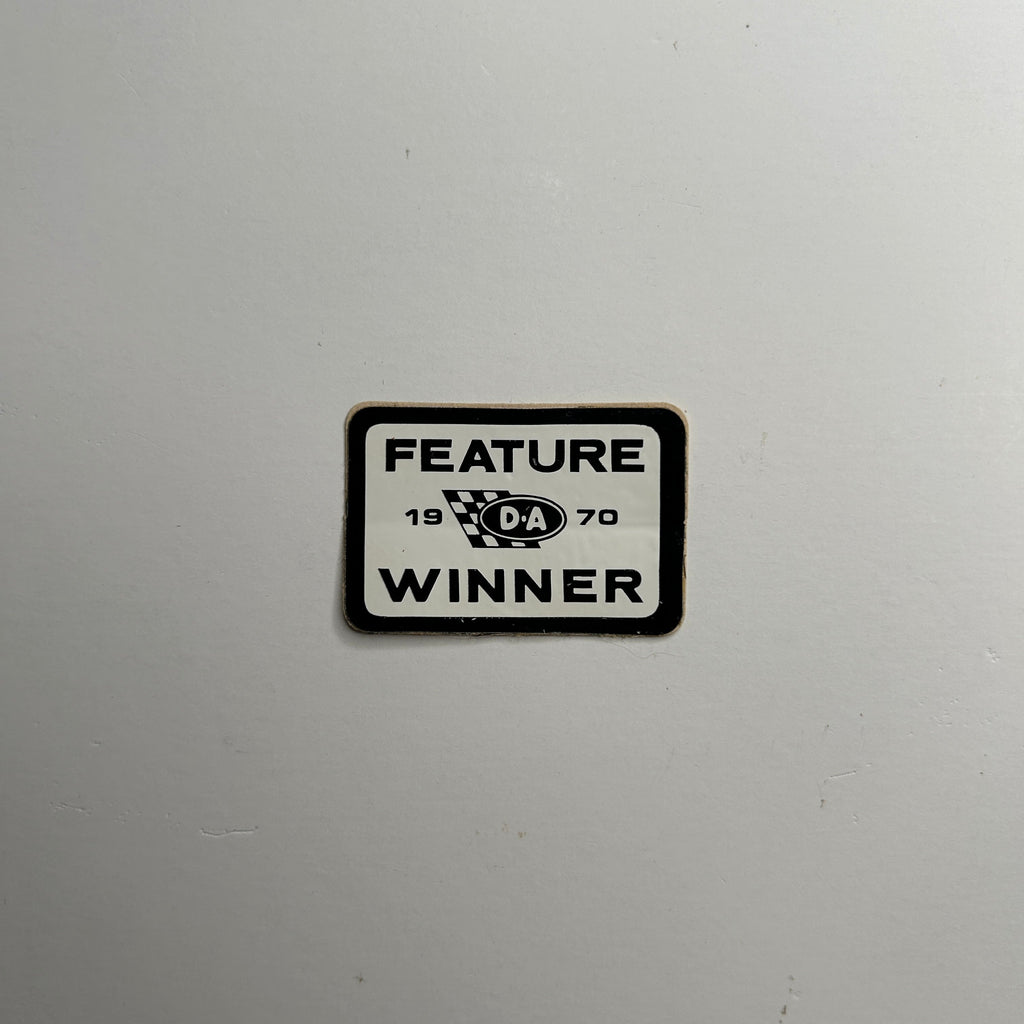 FEATURE
19 D·A 70
WINNER